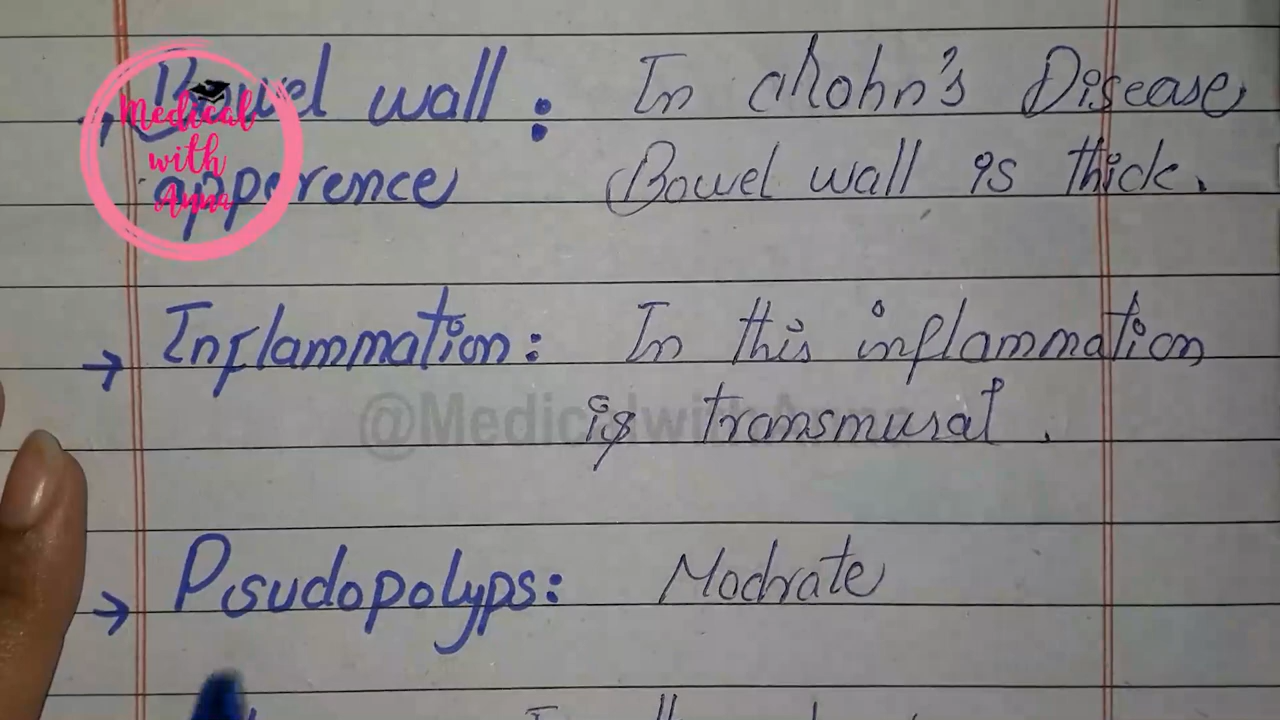 Bowel wall : In Crohn's Disease
apperence Bowel wall is thick.
Medical
with
Anna
→ Inflammation: In this inflammation
is transmural.
@Medicalwithanna
→ Psudopolyps: Modrate